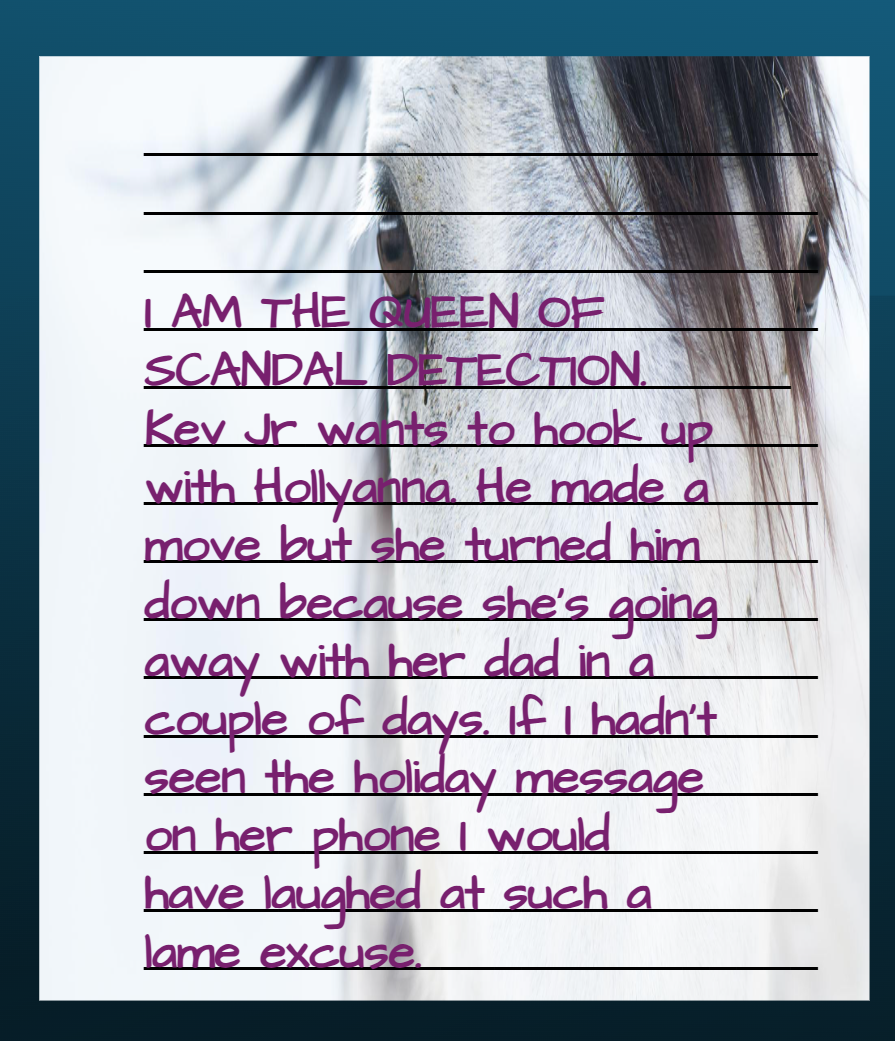 I AM THE QUEEN OF
SCANDAL DETECTION.
Kev Jr wants to hook up
with Hollyanna. He made a
move but she turned him
down because she's going
away with her dad in a
couple of days. If I hadn't
seen the holiday message
on her phone I would
have laughed at such a
lame excuse.